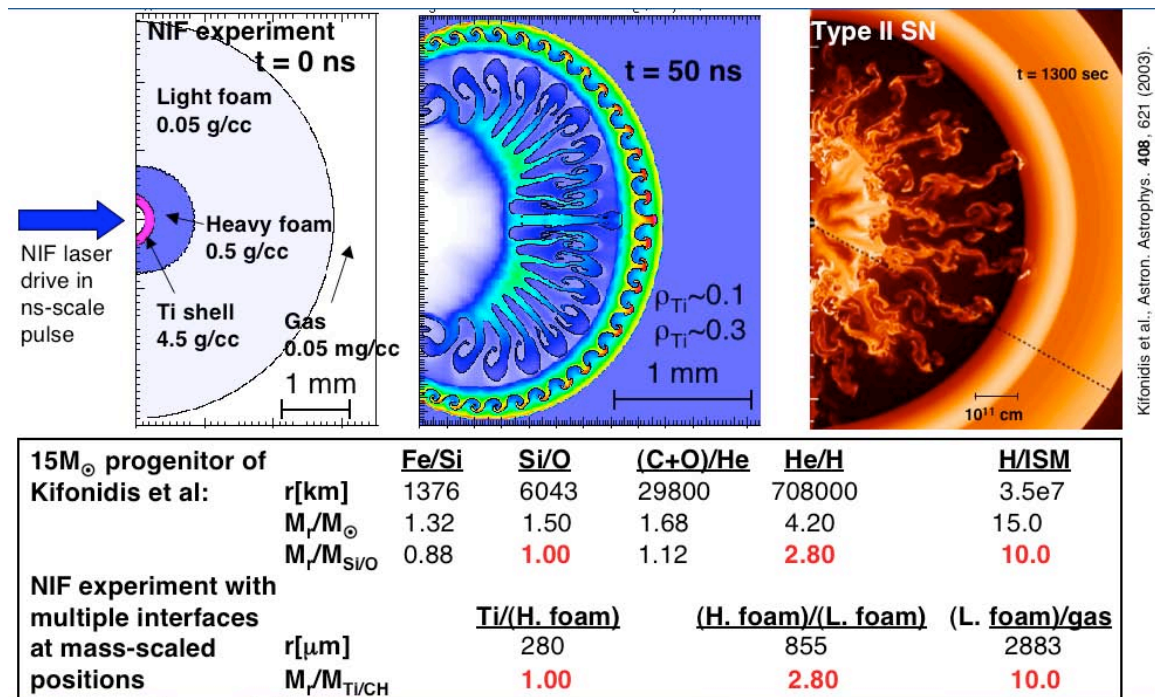 NIF experiment
t = 0 ns
Light foam
0.05 g/cc
Heavy foam
0.5 g/cc
NIF laser
drive in
ns-scale
pulse
Ti shell
4.5 g/cc
Gas
0.05 mg/cc
1 mm
t = 50 ns
ρTi~0.1
ρTi~0.3
1 mm
Type II SN
t = 1300 sec
10¹¹ cm
Kifonidis et al., Astron. Astrophys. 408, 621 (2003).
15M☉ progenitor of Fe/Si Si/O (C+O)/He He/H H/ISM
Kifonidis et al: r[km] 1376 6043 29800 708000 3.5e7
Mr/M☉ 1.32 1.50 1.68 4.20 15.0
Mr/MSi/O 0.88 1.00 1.12 2.80 10.0
NIF experiment with
multiple interfaces Ti/(H. foam) (H. foam)/(L. foam) (L. foam)/gas
at mass-scaled r[µm] 280 855 2883
positions Mr/MTi/CH 1.00 2.80 10.0